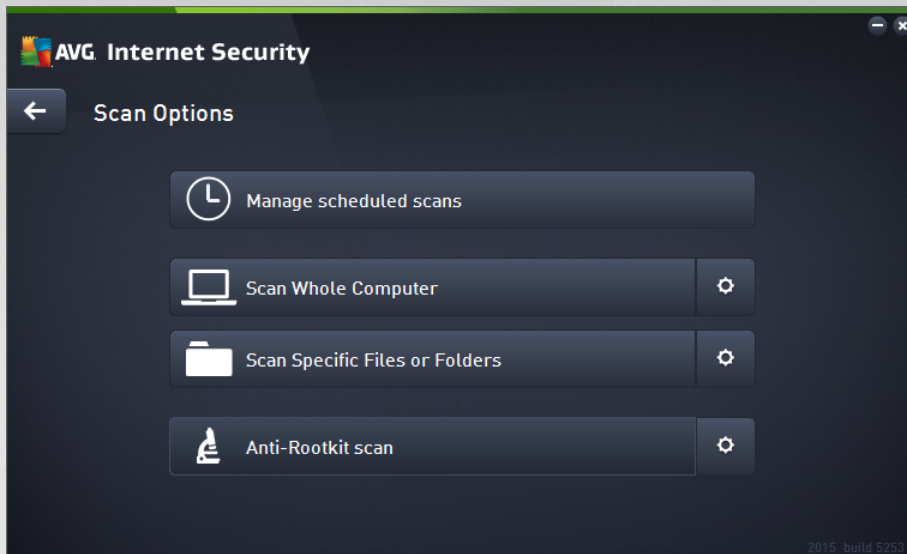 AVG. Internet Security
Scan Options
Manage scheduled scans
Scan Whole Computer
Scan Specific Files or Folders
Anti-Rootkit scan
2015 build 5253